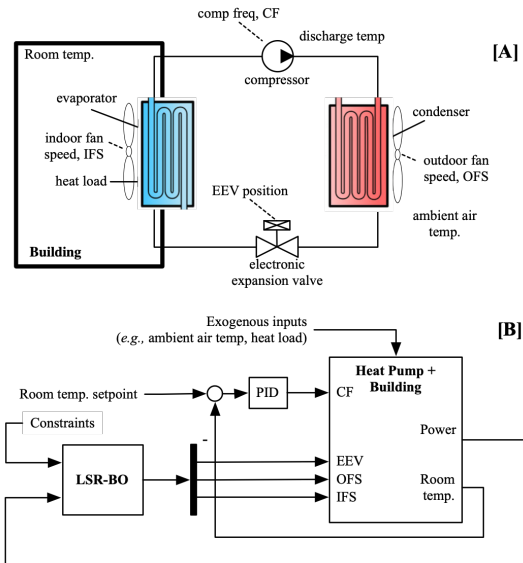 comp freq, CF
discharge temp
[A]
Room temp.
compressor
evaporator
condenser
indoor fan
speed, IFS
EEV position
outdoor fan
speed, OFS
heat load
ambient air
temp.
Building
electronic
expansion valve
Exogenous inputs
(e.g., ambient air temp, heat load)
[B]
Heat Pump +
Building
Room temp. setpoint
PID
CF
Constraints
-
Power
LSR-BO
EEV
OFS
IFS
Room
temp.